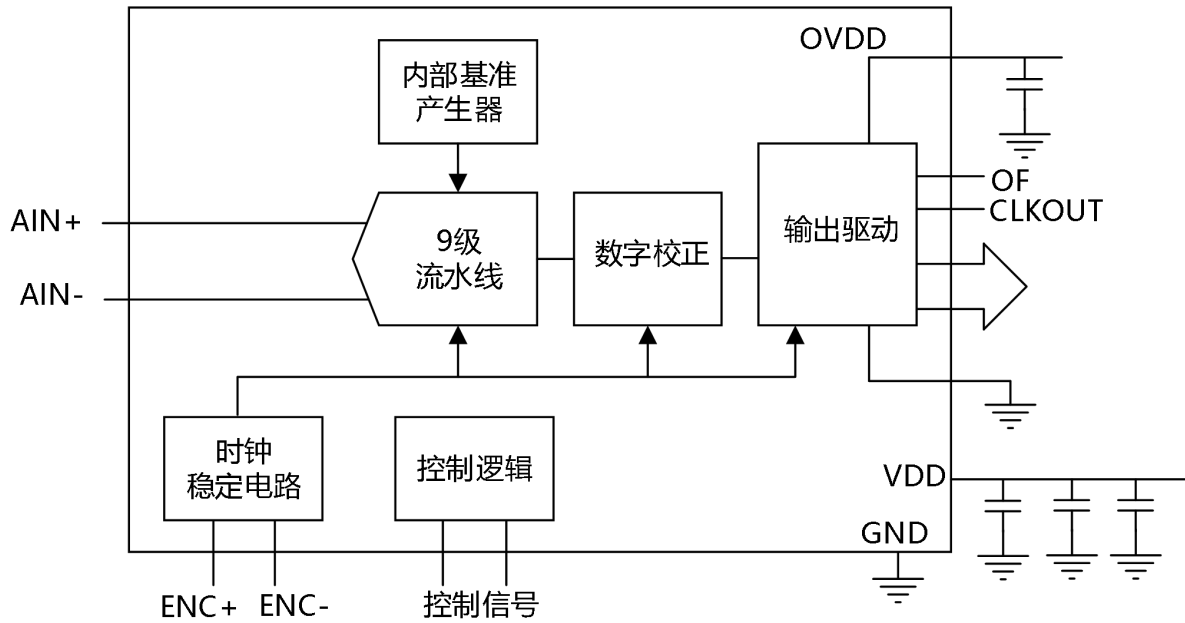 OVDD
内部基准
产生器
OF
CLKOUT
AIN+
9级
流水线
数字校正
输出驱动
AIN-
时钟
稳定电路
控制逻辑
VDD
GND
ENC+
ENC-
控制信号